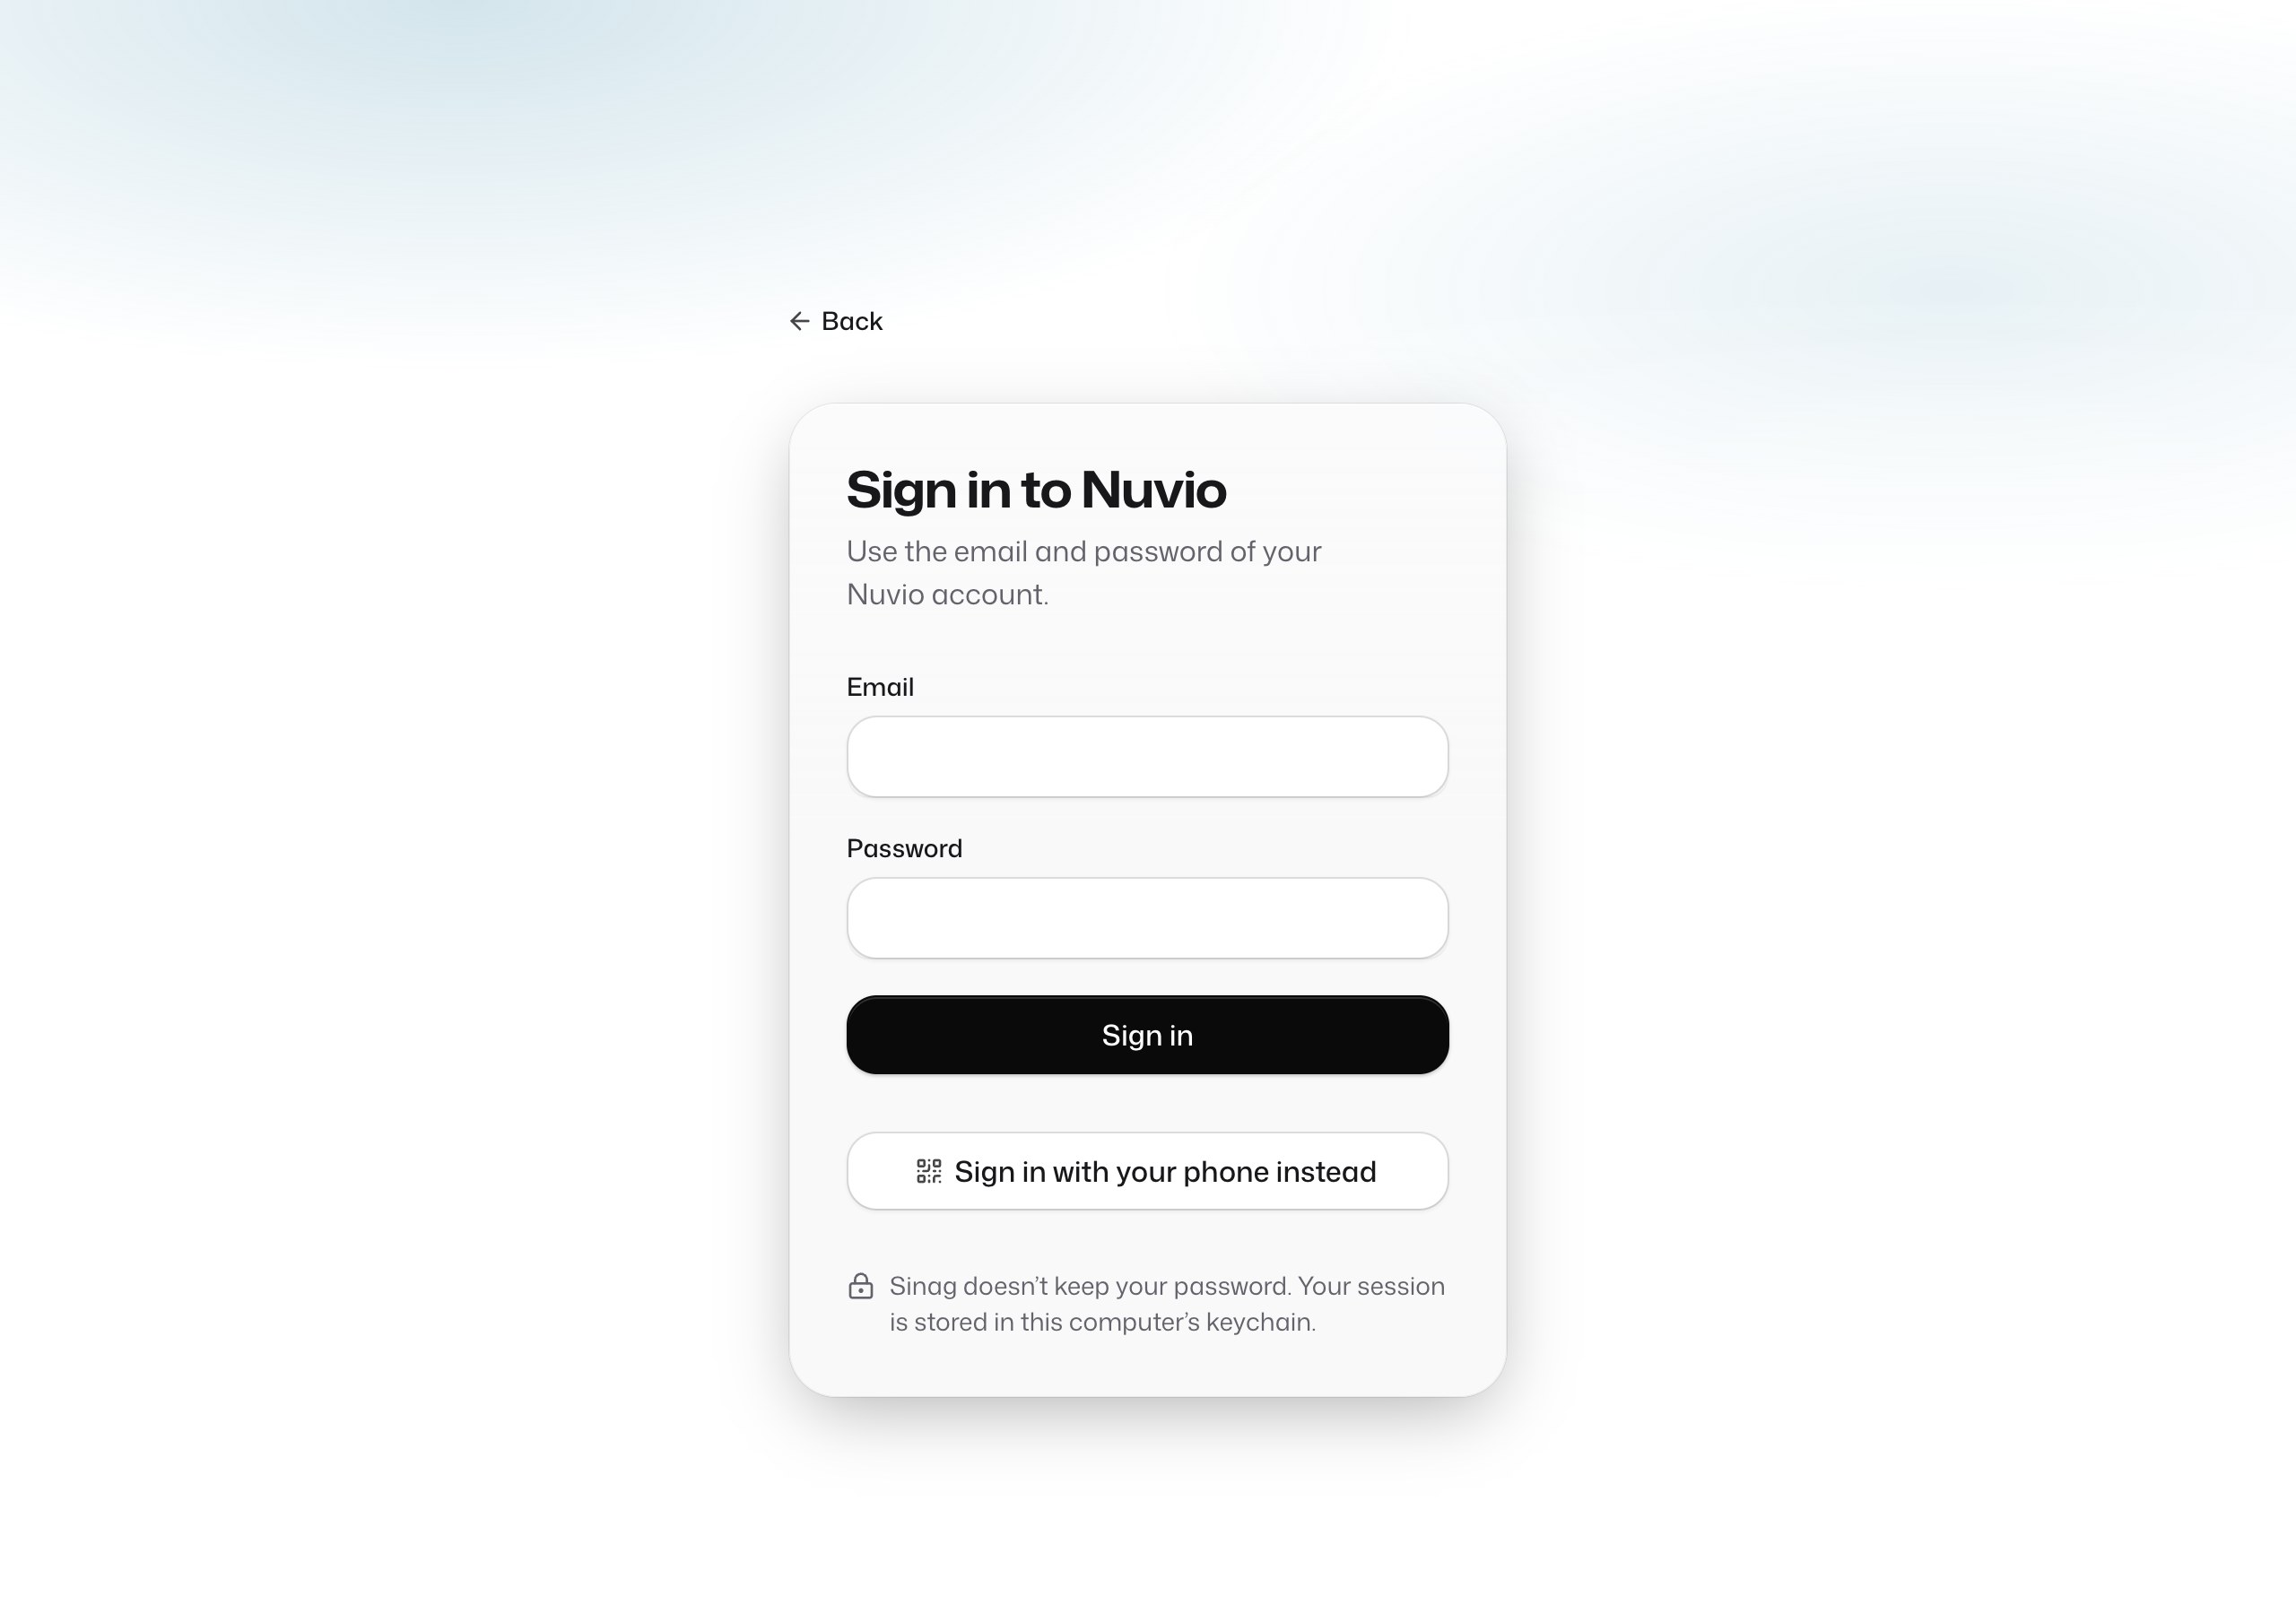 Back
Sign in to Nuvio
Use the email and password of your
Nuvio account.
Email
Password
Sign in
Sign in with your phone instead
Sinag doesn’t keep your password. Your session
is stored in this computer’s keychain.